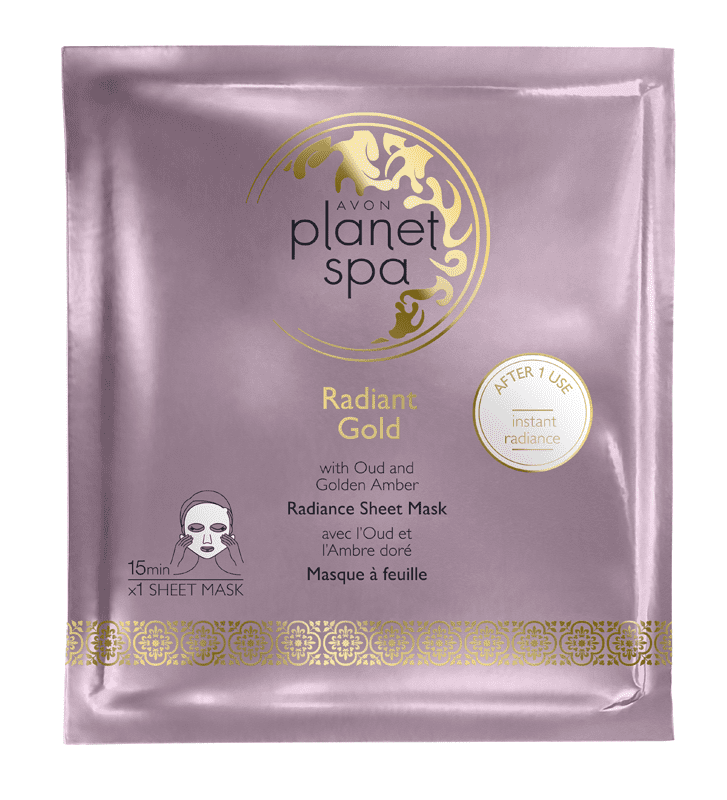 AVON
planet
spa
Radiant
Gold
AFTER 1 USE
instant
radiance
with Oud and
Golden Amber
Radiance Sheet Mask
avec l'Oud et
l'Ambre doré
Masque à feuille
15min
x1 SHEET MASK